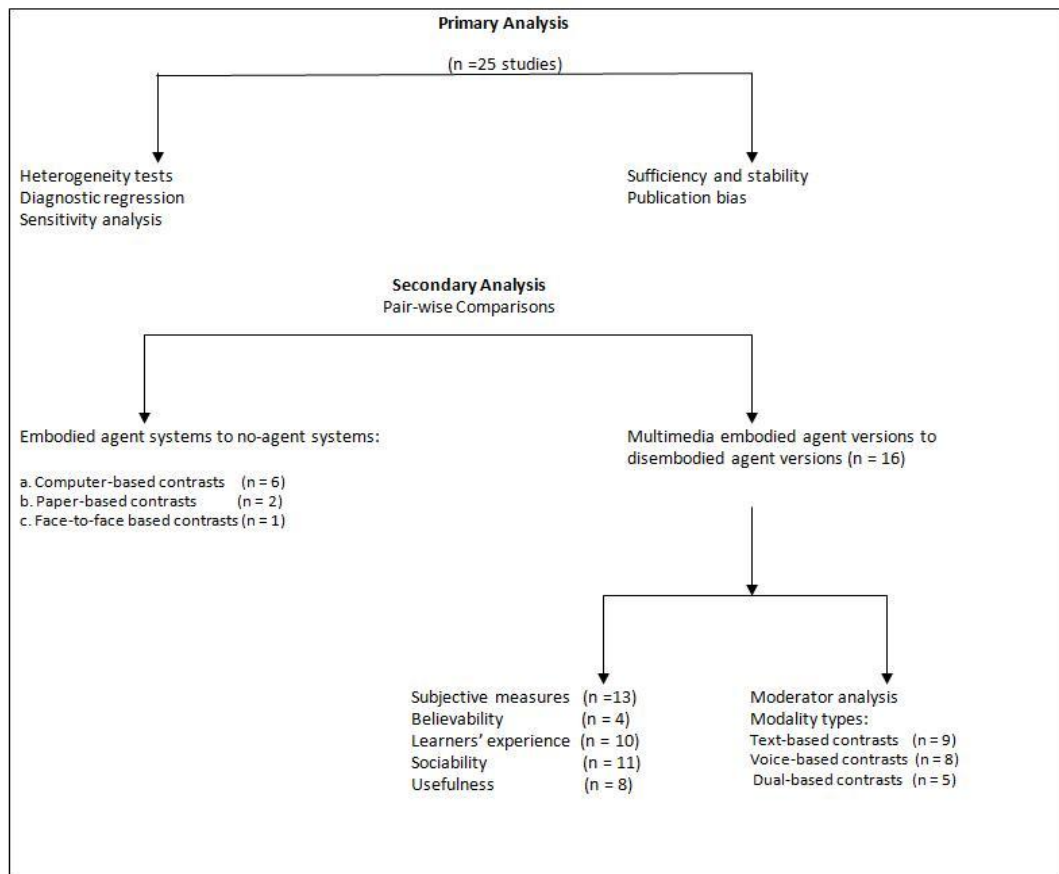 Primary Analysis
(n =25 studies)
Heterogeneity tests
Diagnostic regression
Sensitivity analysis
Sufficiency and stability
Publication bias
Secondary Analysis
Pair-wise Comparisons
Embodied agent systems to no-agent systems:
a. Computer-based contrasts (n = 6)
b. Paper-based contrasts (n = 2)
c. Face-to-face based contrasts (n = 1)
Multimedia embodied agent versions to
disembodied agent versions (n = 16)
Subjective measures (n =13)
Believability (n = 4)
Learners' experience (n = 10)
Sociability (n = 11)
Usefulness (n = 8)
Moderator analysis
Modality types:
Text-based contrasts (n = 9)
Voice-based contrasts (n = 8)
Dual-based contrasts (n = 5)